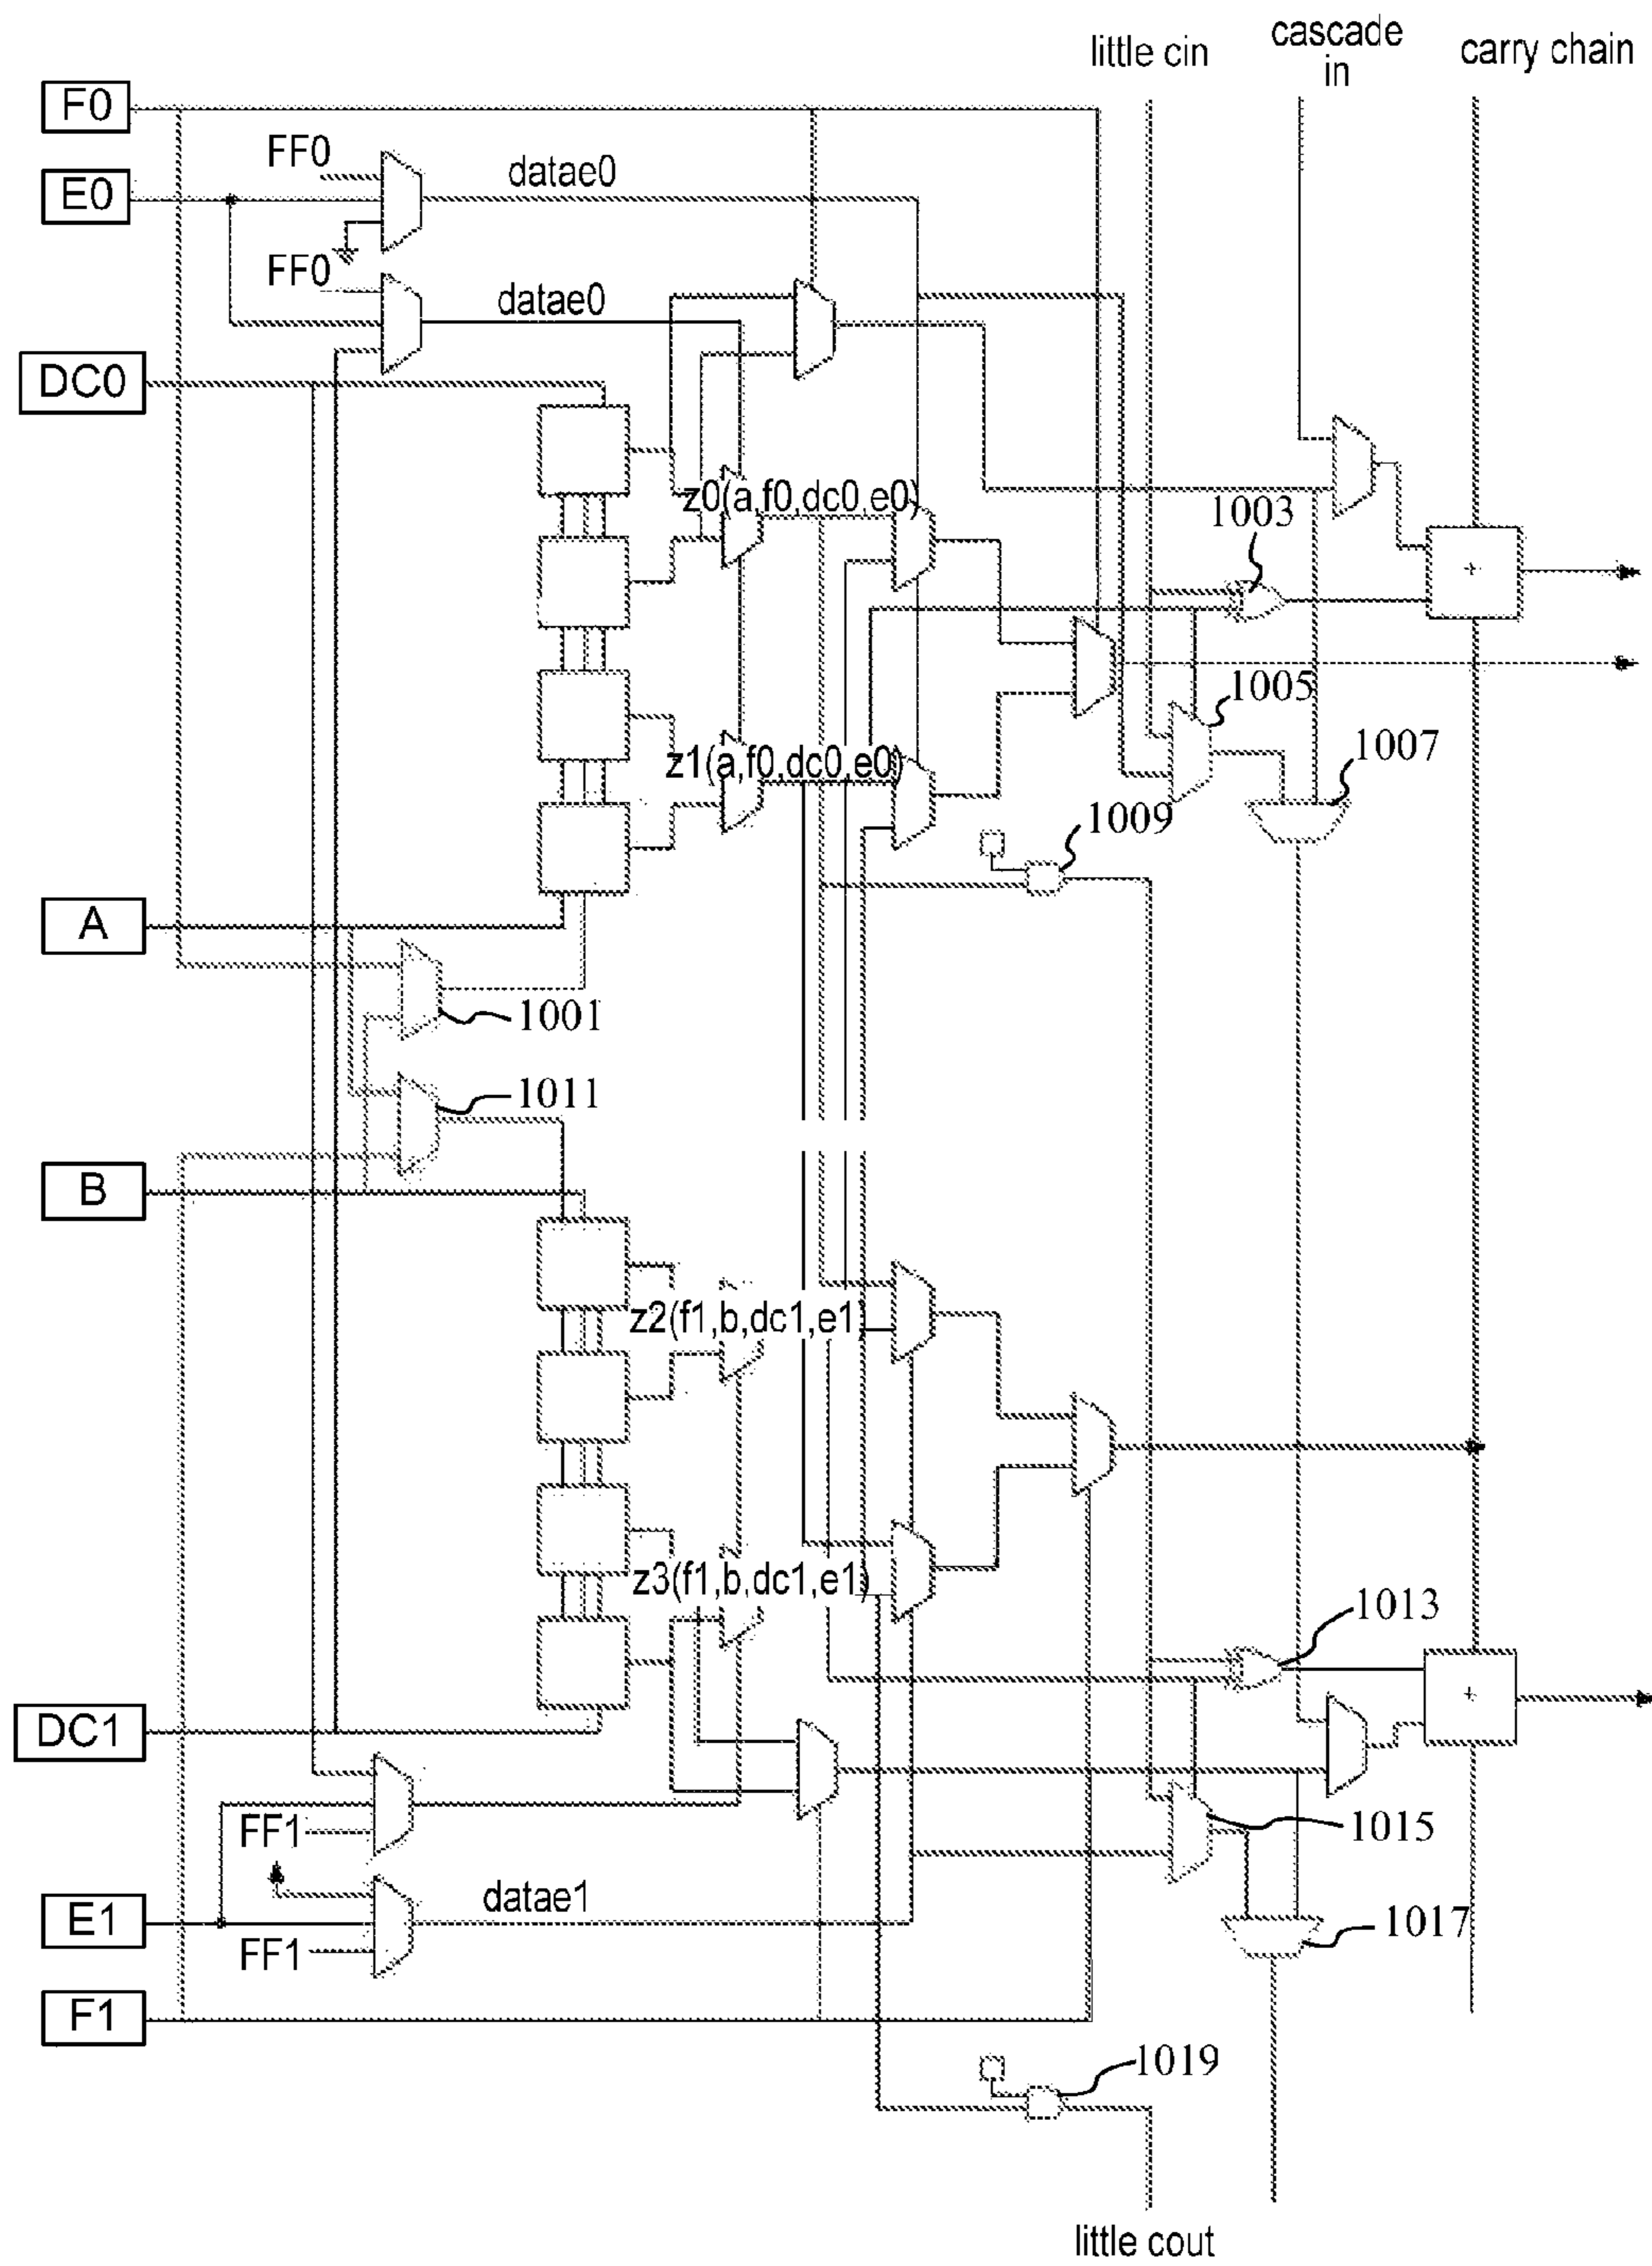 little cin
cascade
in
carry chain
F0
FF0
E0
datae0
FF0
datae0
DC0
z0(a,f0,dc0,e0)
1003
+
1005
z1(a,f0,dc0,e0)
1007
1009
A
1001
1011
B
z2(f1,b,dc1,e1)
z3(f1,b,dc1,e1)
1013
+
DC1
FF1
1015
E1
datae1
FF1
1017
F1
1019
little cout